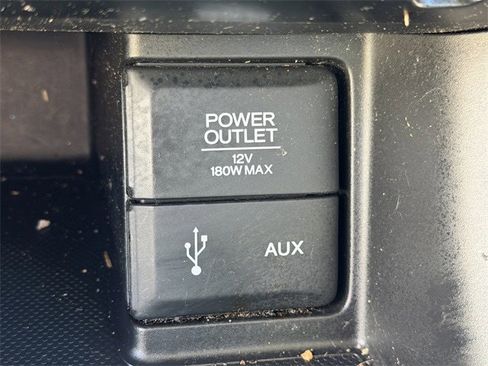 POWER
OUTLET
12V
180W MAX
AUX